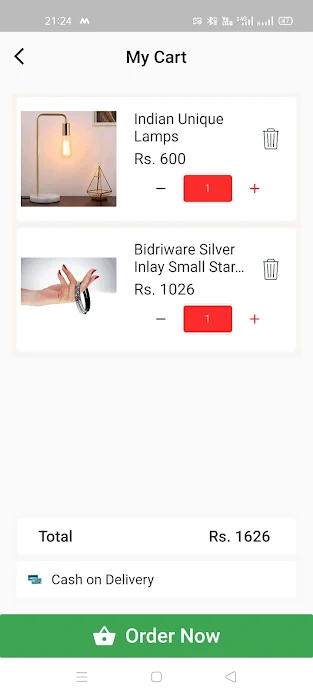 21:24
47
My Cart
Indian Unique
Lamps
Rs. 600
− 1 +
Bidriware Silver
Inlay Small Star...
Rs. 1026
− 1 +
Total Rs. 1626
Cash on Delivery
Order Now